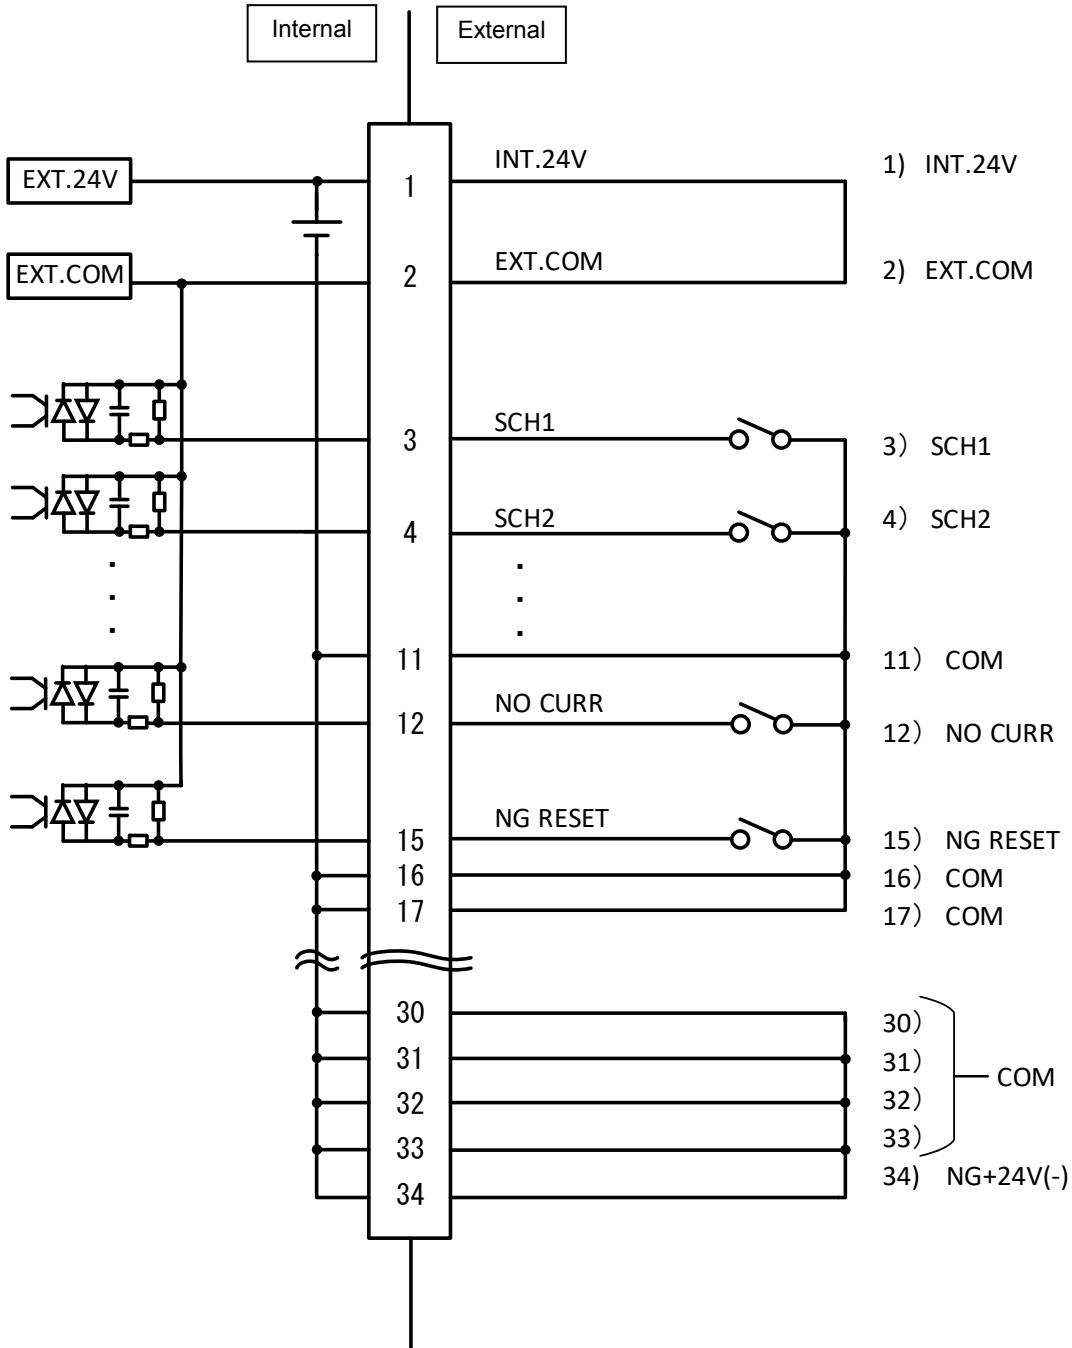 Internal
External
EXT.24V
1
INT.24V
1) INT.24V
EXT.COM
2
EXT.COM
2) EXT.COM
3
SCH1
3） SCH1
4
SCH2
4） SCH2
11
11） COM
12
NO CURR
12） NO CURR
15
NG RESET
15） NG RESET
16
16） COM
17
17） COM
30
30）
31
31）
COM
32
32）
33
33）
34
34) NG+24V(-)